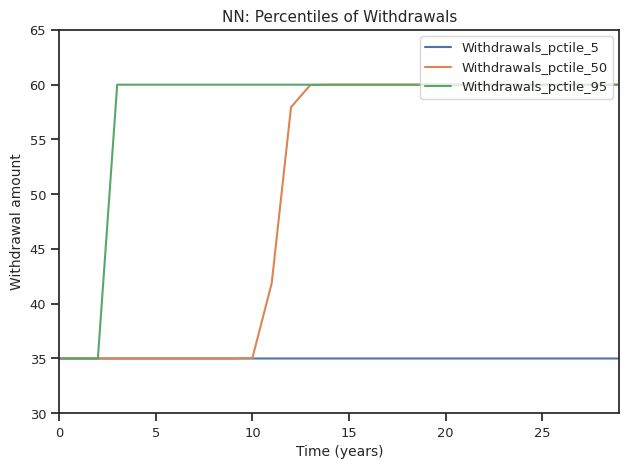 NN: Percentiles of Withdrawals
Withdrawals_pctile_5
Withdrawals_pctile_50
Withdrawals_pctile_95
Withdrawal amount
65
60
55
50
45
40
35
30
0 5 10 15 20 25
Time (years)